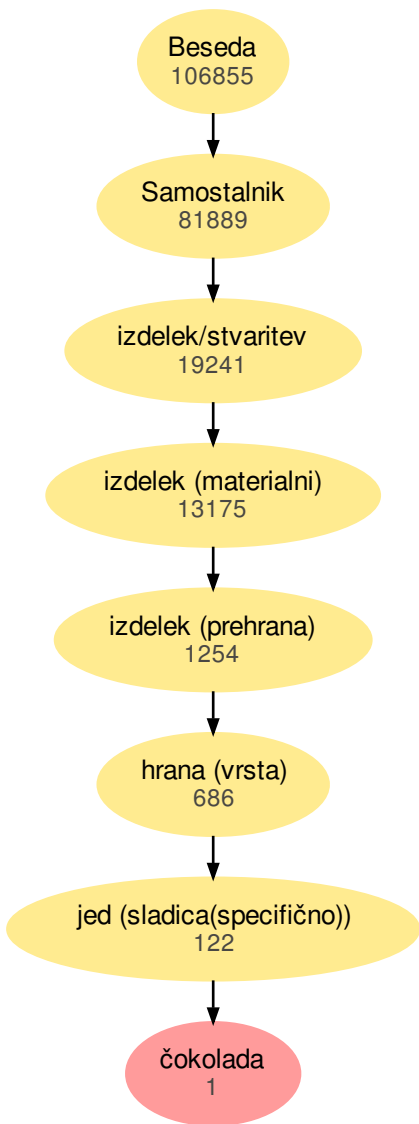 Beseda
106855
Samostalnik
81889
izdelek/stvaritev
19241
izdelek (materialni)
13175
izdelek (prehrana)
1254
hrana (vrsta)
686
jed (sladica(specifično))
122
čokolada
1